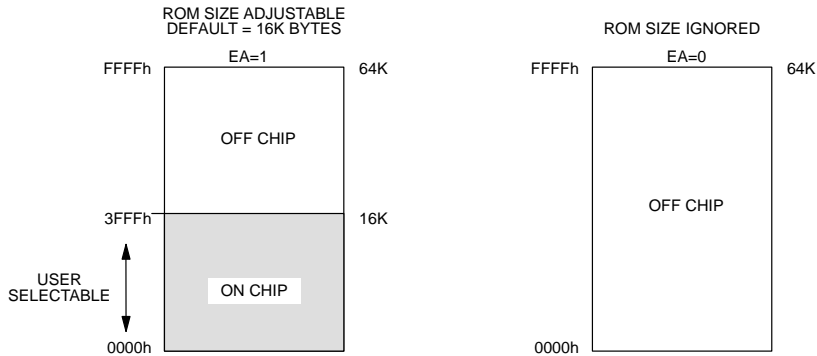 ROM SIZE ADJUSTABLE
DEFAULT = 16K BYTES
EA=1
FFFFh
64K
OFF CHIP
3FFFh
16K
USER
SELECTABLE
ON CHIP
0000h
ROM SIZE IGNORED
EA=0
FFFFh
64K
OFF CHIP
0000h